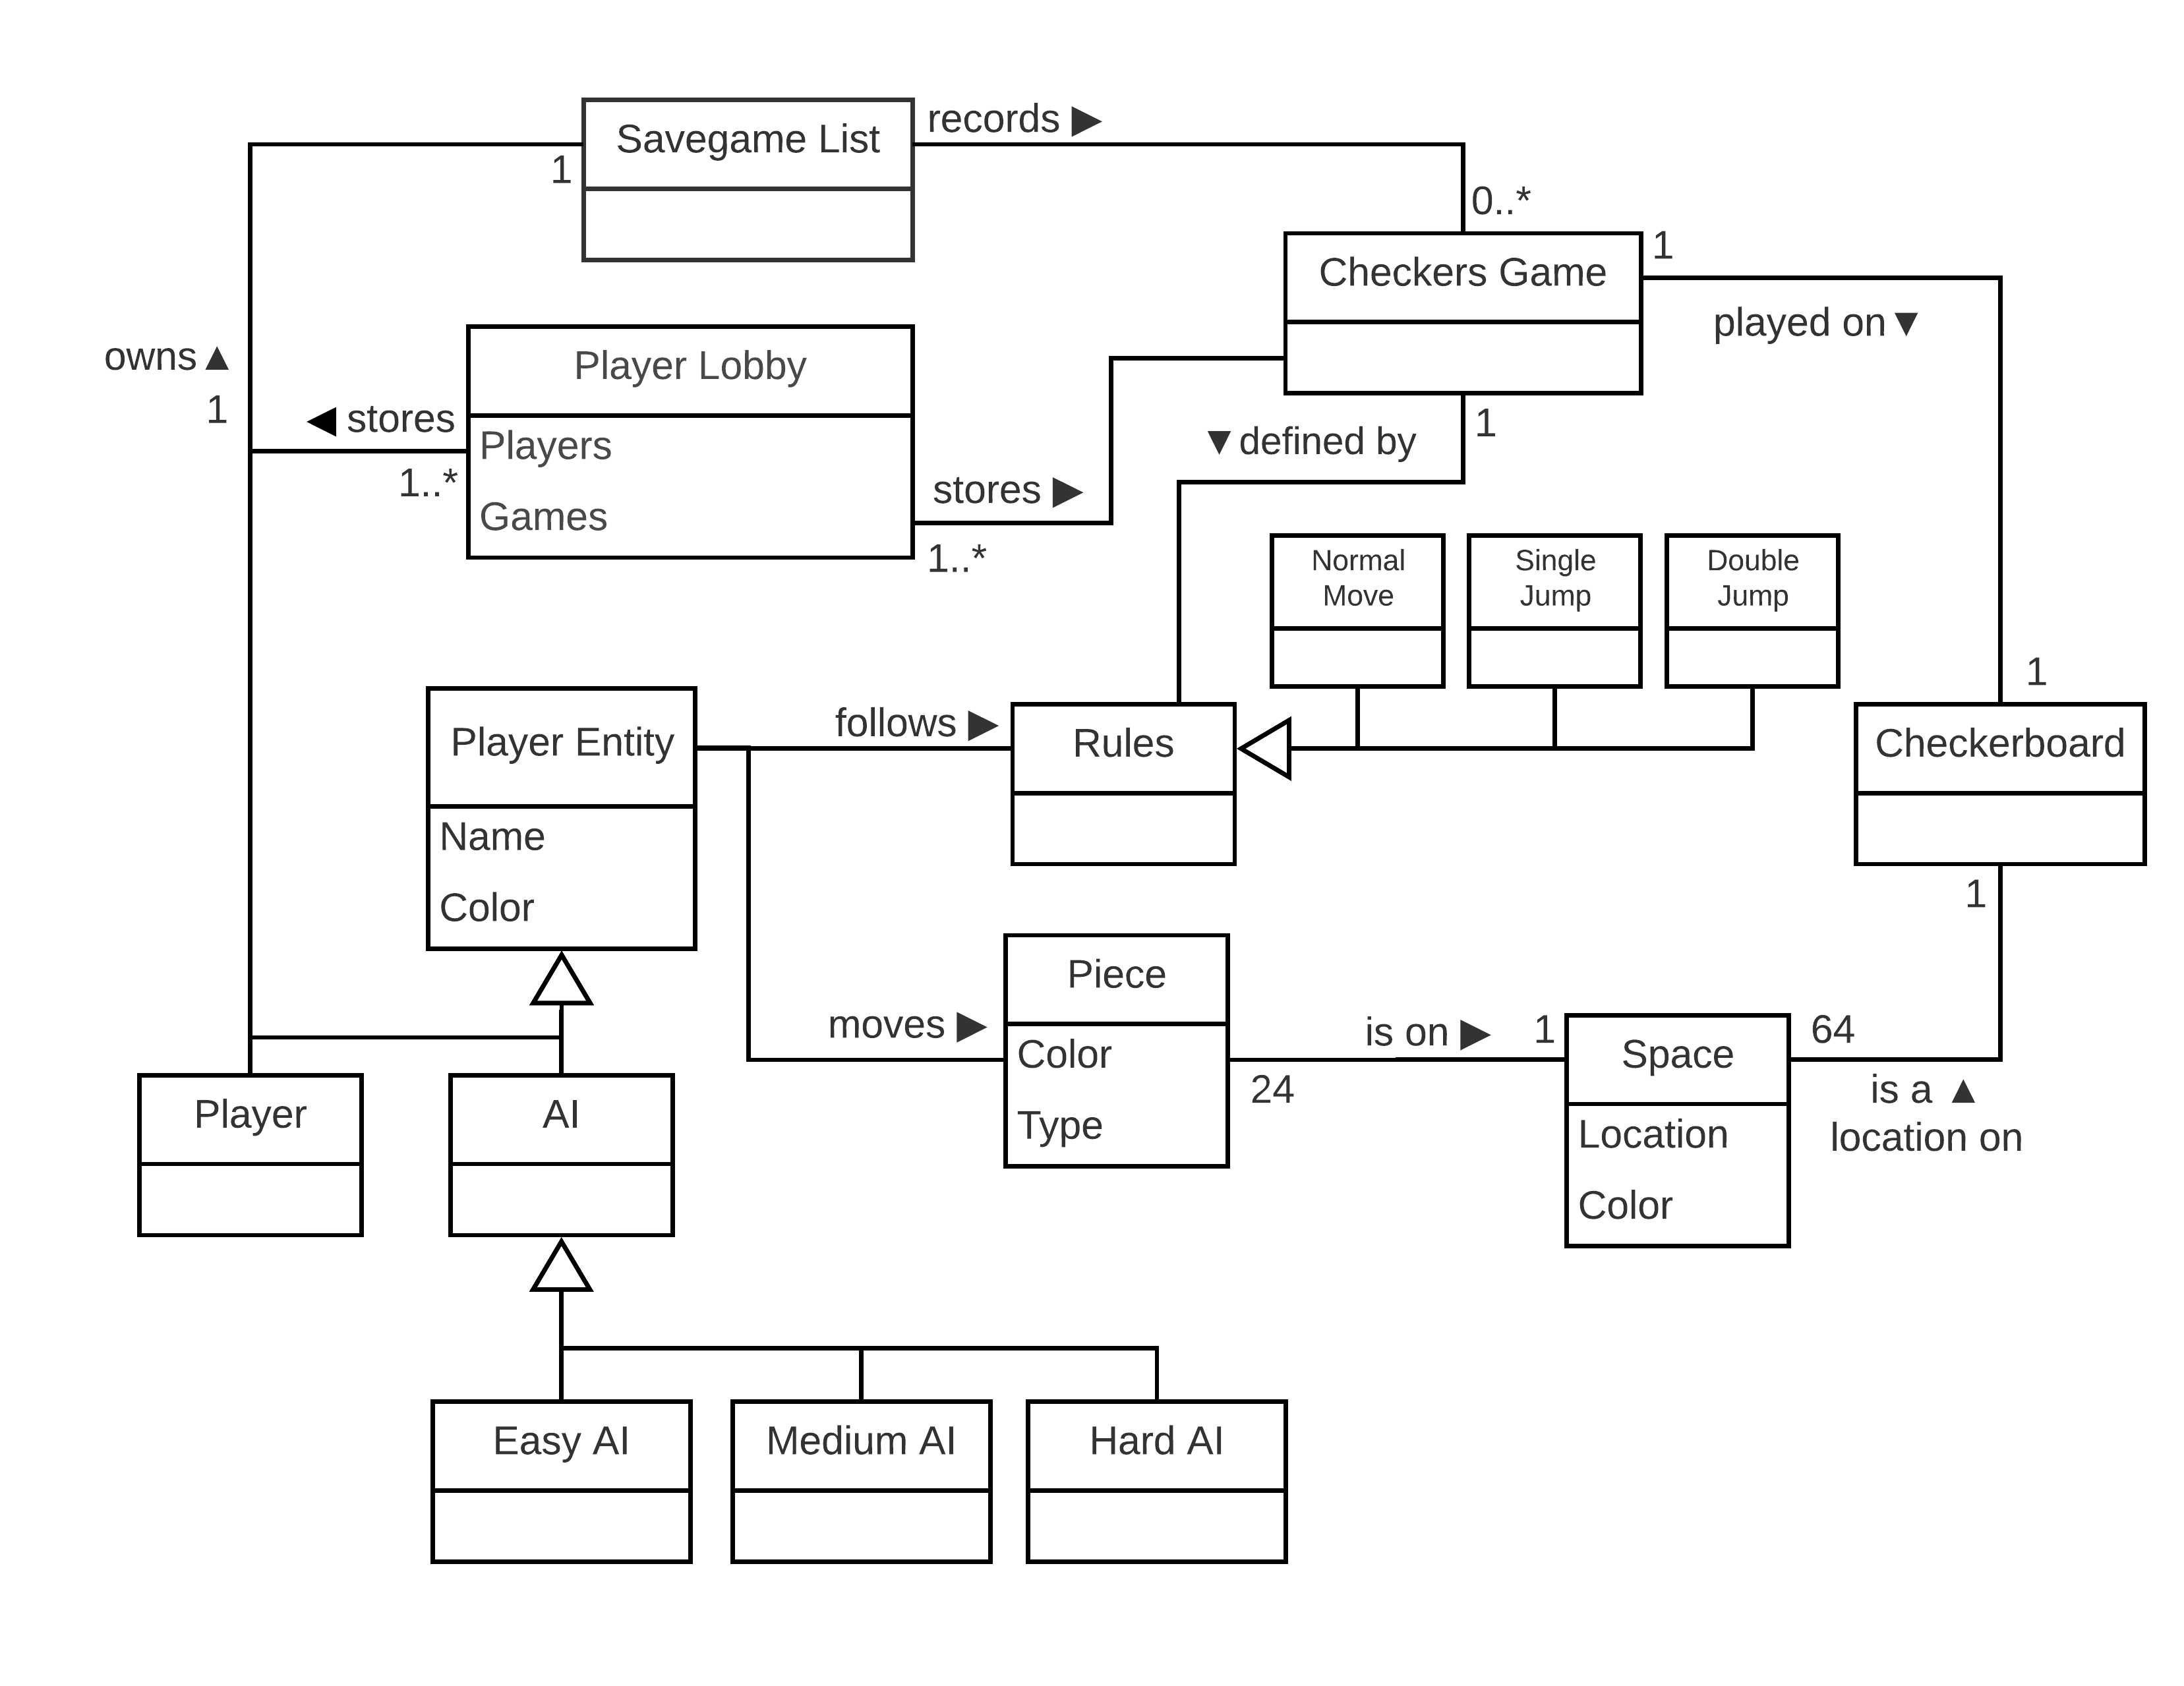 Savegame List
records ▶
1
0..*
Checkers Game
1
played on ▼
Player Lobby
owns ▲
1
◀ stores
1..*
Players
Games
stores ▶
1..*
▼ defined by
1
Normal
Move
Single
Jump
Double
Jump
1
Player Entity
Name
Color
follows ▶
Rules
Checkerboard
1
Piece
Color
Type
moves ▶
is on ▶
24
1
Space
Location
Color
64
is a ▲
location on
Player
AI
Easy AI
Medium AI
Hard AI